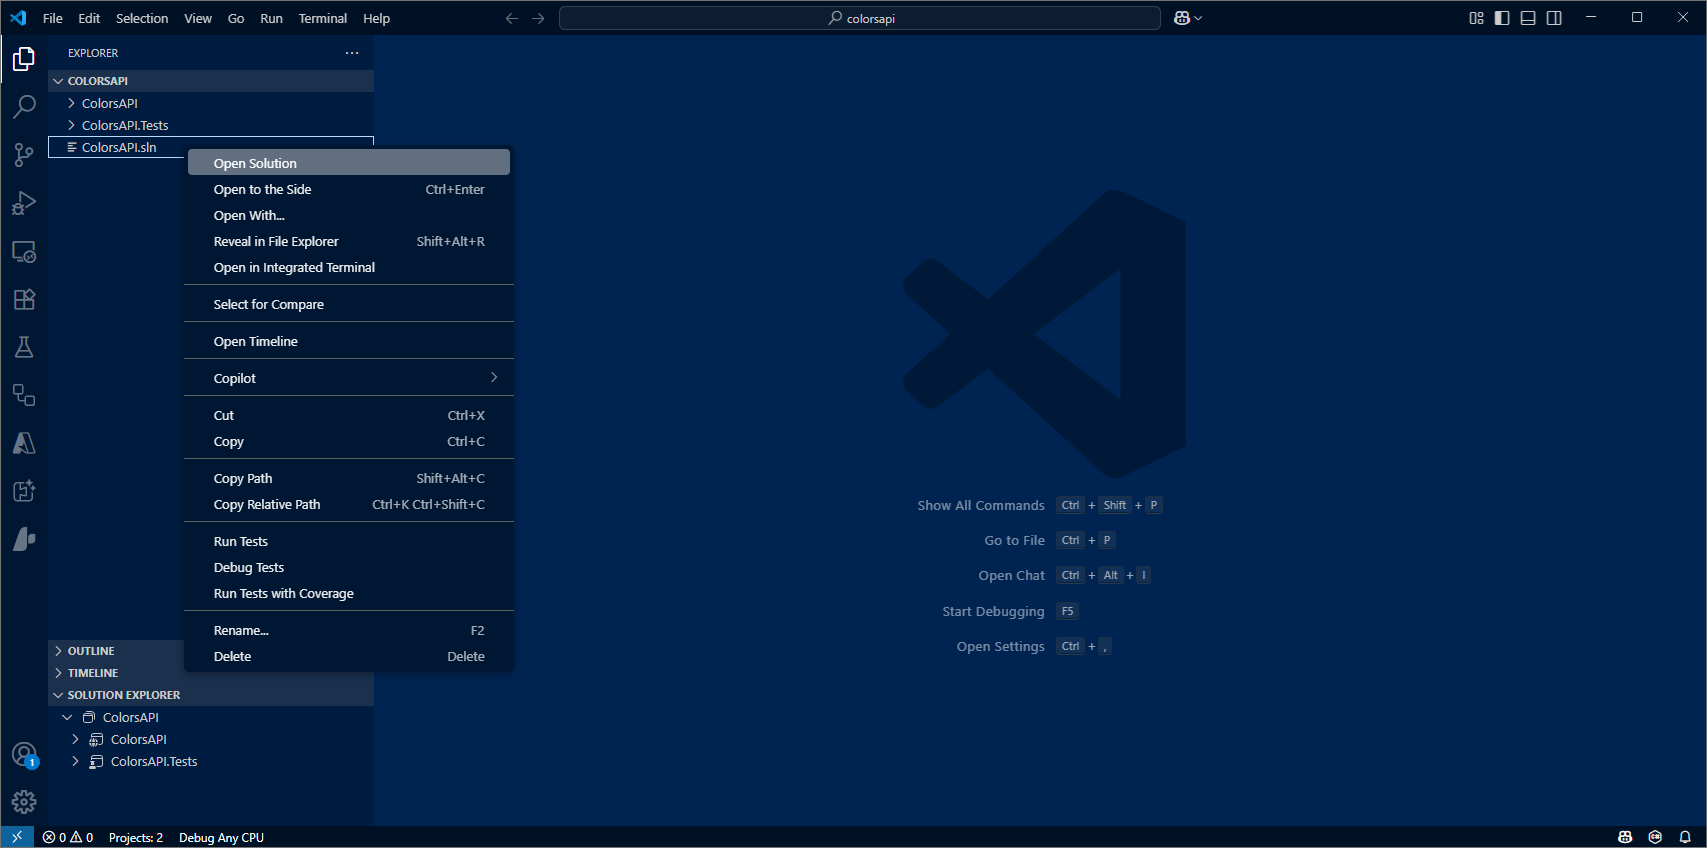 File Edit Selection View Go Run Terminal Help
colorsapi
EXPLORER
COLORSAPI
ColorsAPI
ColorsAPI.Tests
ColorsAPI.sln
Open Solution
Open to the Side Ctrl+Enter
Open With...
Reveal in File Explorer Shift+Alt+R
Open in Integrated Terminal
Select for Compare
Open Timeline
Copilot
Cut Ctrl+X
Copy Ctrl+C
Copy Path Shift+Alt+C
Copy Relative Path Ctrl+K Ctrl+Shift+C
Run Tests
Debug Tests
Run Tests with Coverage
Rename... F2
Delete Delete
Show All Commands Ctrl + Shift + P
Go to File Ctrl + P
Open Chat Ctrl + Alt + I
Start Debugging F5
Open Settings Ctrl + ,
OUTLINE
TIMELINE
SOLUTION EXPLORER
ColorsAPI
ColorsAPI
ColorsAPI.Tests
1
0 0 Projects: 2 Debug Any CPU